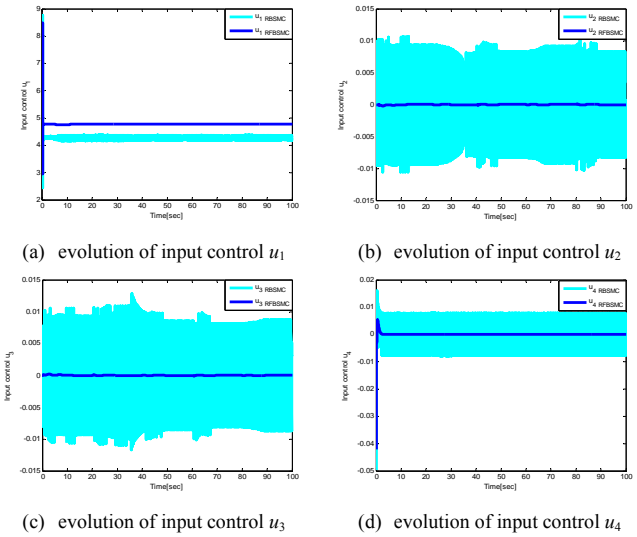 u1 RBSMC
u1 RFBSMC
Input control u1
9
8
7
6
5
4
3
2
0 10 20 30 40 50 60 70 80 90 100
Time[sec]
(a) evolution of input control u1
u2 RBSMC
u2 RFBSMC
Input control u2
0.015
0.01
0.005
0
-0.005
-0.01
-0.015
0 10 20 30 40 50 60 70 80 90 100
Time[sec]
(b) evolution of input control u2
u3 RBSMC
u3 RFBSMC
Input control u3
0.015
0.01
0.005
0
-0.005
-0.01
-0.015
0 10 20 30 40 50 60 70 80 90 100
Time[sec]
(c) evolution of input control u3
u4 RBSMC
u4 RFBSMC
Input control u4
0.02
0.01
0
-0.01
-0.02
-0.03
-0.04
-0.05
0 10 20 30 40 50 60 70 80 90 100
Time[sec]
(d) evolution of input control u4